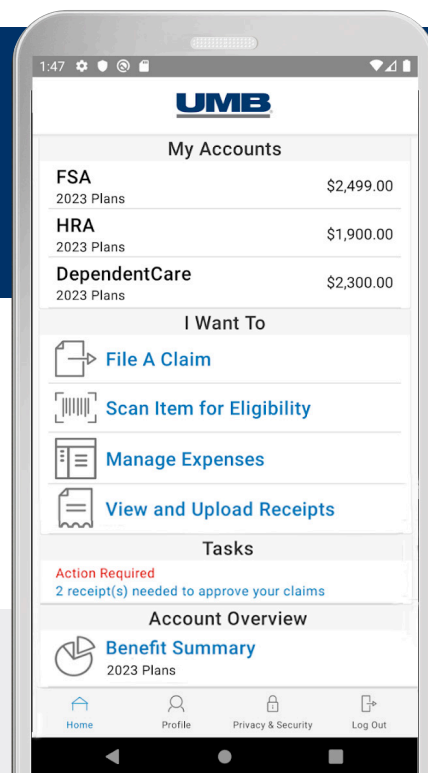 1:47
UMB
My Accounts
FSA
2023 Plans
$2,499.00
HRA
2023 Plans
$1,900.00
DependentCare
2023 Plans
$2,300.00
I Want To
File A Claim
Scan Item for Eligibility
Manage Expenses
View and Upload Receipts
Tasks
Action Required
2 receipt(s) needed to approve your claims
Account Overview
Benefit Summary
2023 Plans
Home
Profile
Privacy & Security
Log Out